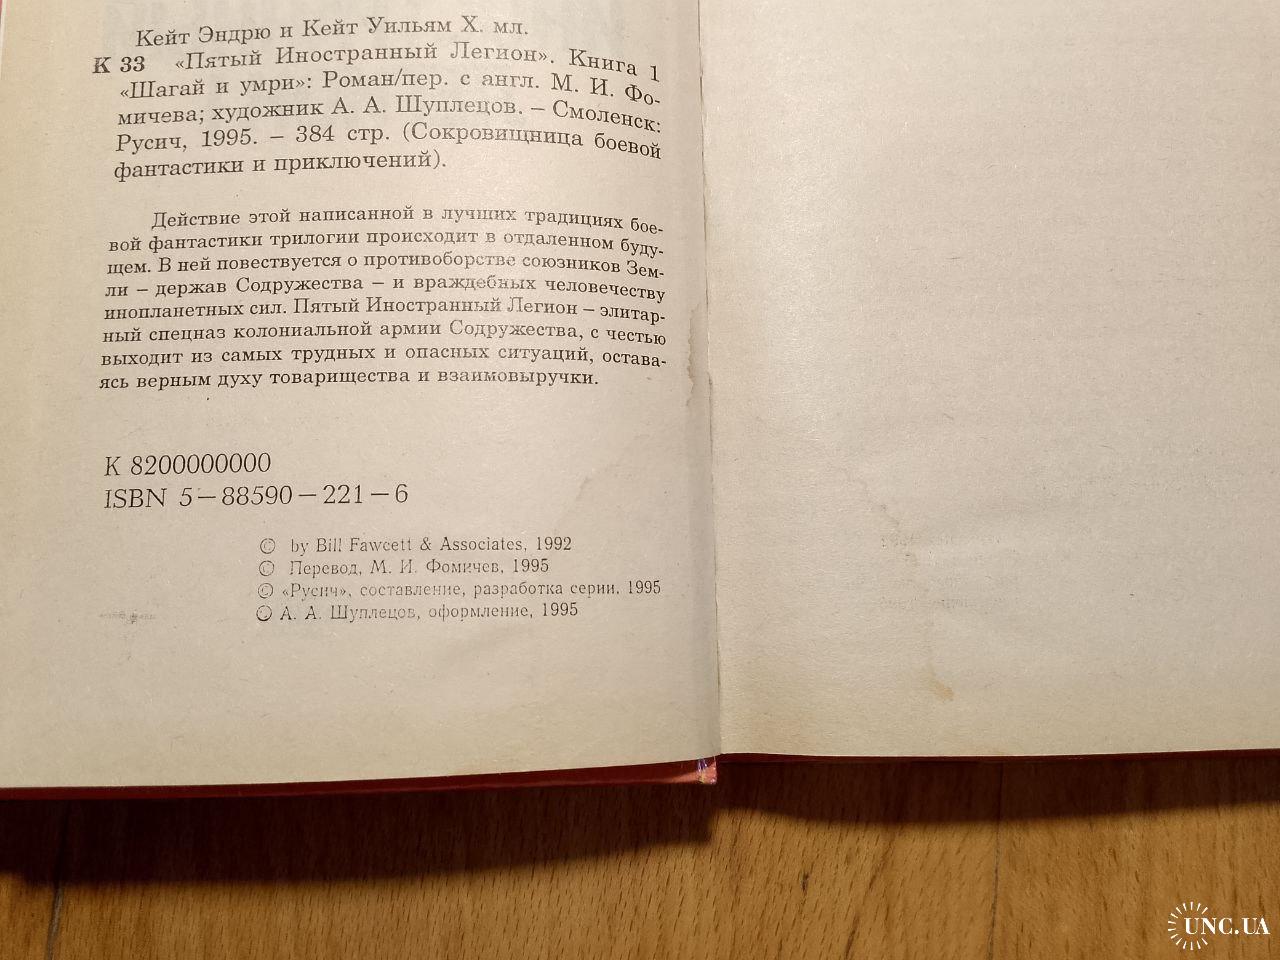 Кейт Эндрю и Кейт Уильям Х. мл.
К 33 «Пятый Иностранный Легион». Книга 1
«Шагай и умри»: Роман/пер. с англ. М. И. Фо-
мичева; художник А. А. Шуплецов. – Смоленск:
Русич, 1995. – 384 стр. (Сокровищница боевой
фантастики и приключений).
Действие этой написанной в лучших традициях бое-
вой фантастики трилогии происходит в отдаленном буду-
щем. В ней повествуется о противоборстве союзников Зем-
ли – держав Содружества – и враждебных человечеству
инопланетных сил. Пятый Иностранный Легион – элитар-
ный спецназ колониальной армии Содружества, с честью
выходит из самых трудных и опасных ситуаций, остава-
ясь верным духу товарищества и взаимовыручки.
К 8200000000
ISBN 5–88590–221–6
© by Bill Fawcett & Associates, 1992
© Перевод, М. И. Фомичев, 1995
© «Русич», составление, разработка серии, 1995
© А. А. Шуплецов, оформление, 1995
UNC.UA